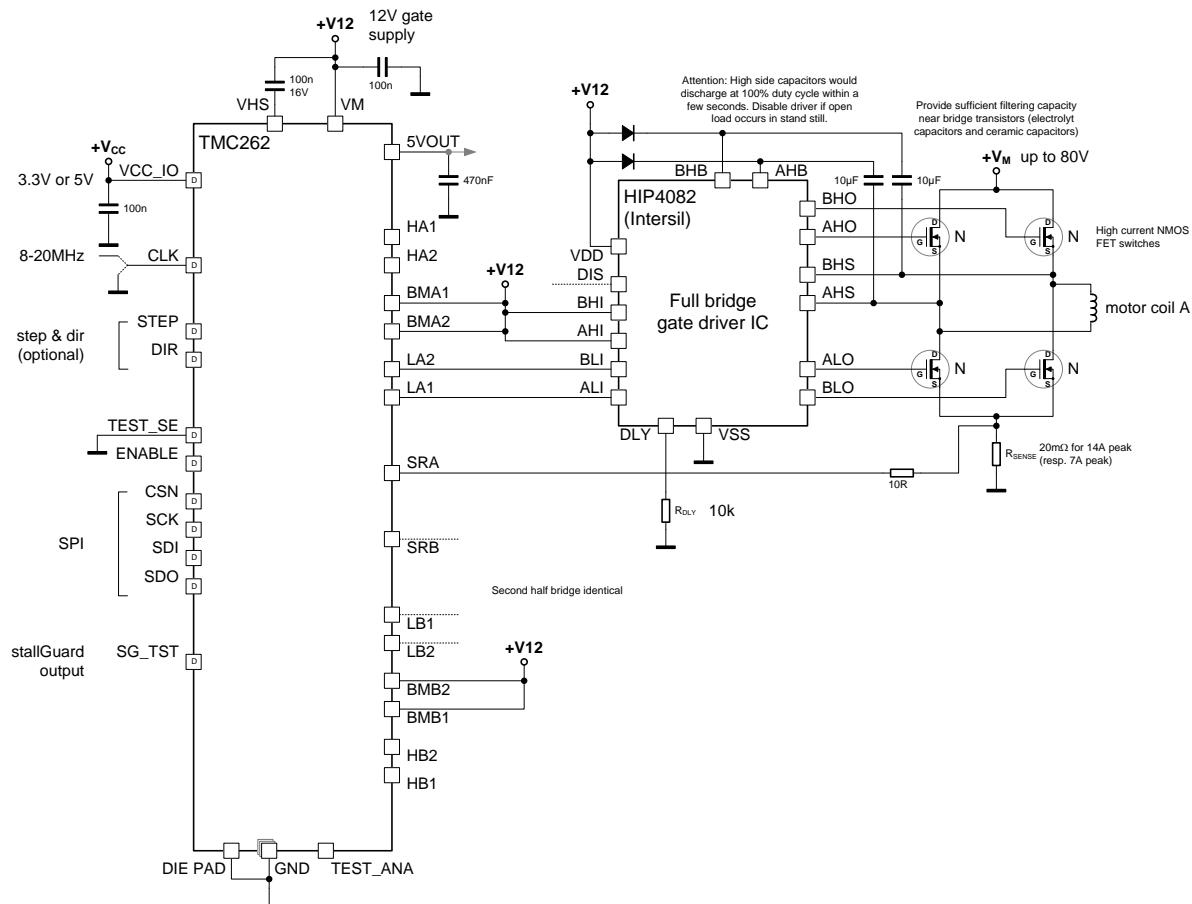 +V12
12V gate
supply
100n
16V
100n
VHS
VM
TMC262
+VCC
VCC_IO
3.3V or 5V
D
100n
5VOUT
470nF
8-20MHz
CLK
D
HA1
HA2
BMA1
BMA2
LA2
LA1
+V12
step & dir
(optional)
STEP
D
DIR
D
TEST_SE
D
ENABLE
D
SPI
CSN
D
SCK
D
SDI
D
SDO
D
stallGuard
output
SG_TST
D
SRA
SRB
Second half bridge identical
LB1
LB2
+V12
BMB2
BMB1
HB2
HB1
DIE PAD
GND
TEST_ANA
+V12
Attention: High side capacitors would
discharge at 100% duty cycle within a
few seconds. Disable driver if open
load occurs in stand still.
BHB
AHB
10µF
10µF
HIP4082
(Intersil)
VDD
DIS
BHI
AHI
BLI
ALI
Full bridge
gate driver IC
DLY
VSS
BHO
AHO
BHS
AHS
ALO
BLO
RDLY
10k
Provide sufficient filtering capacity
near bridge transistors (electrolyt
capacitors and ceramic capacitors)
+VM up to 80V
D
G
S
N
D
G
S
N
High current NMOS
FET switches
motor coil A
D
G
S
N
D
G
S
N
10R
RSENSE
20mΩ for 14A peak
(resp. 7A peak)